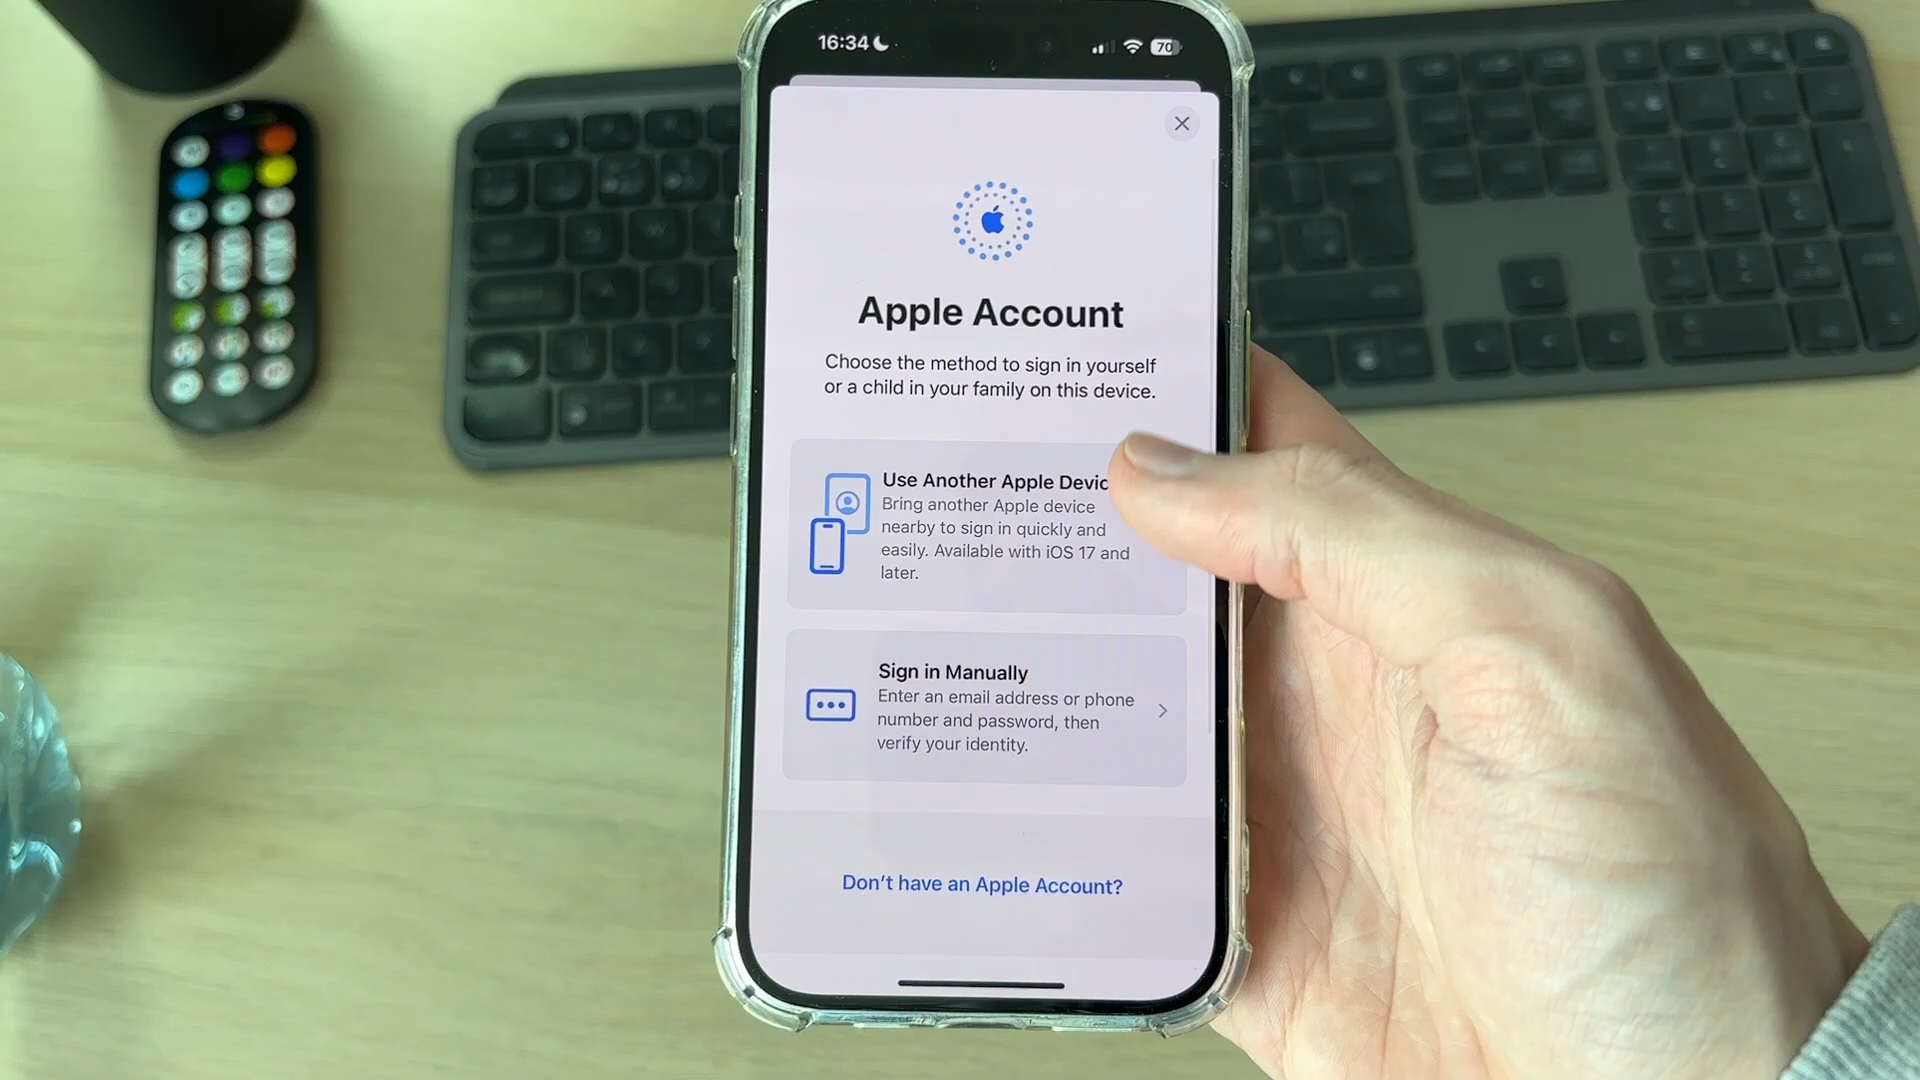 16:34
70
Apple Account
Choose the method to sign in yourself
or a child in your family on this device.
Use Another Apple Devic
Bring another Apple device
nearby to sign in quickly and
easily. Available with iOS 17 and
later.
Sign in Manually
Enter an email address or phone
number and password, then
verify your identity.
Don't have an Apple Account?